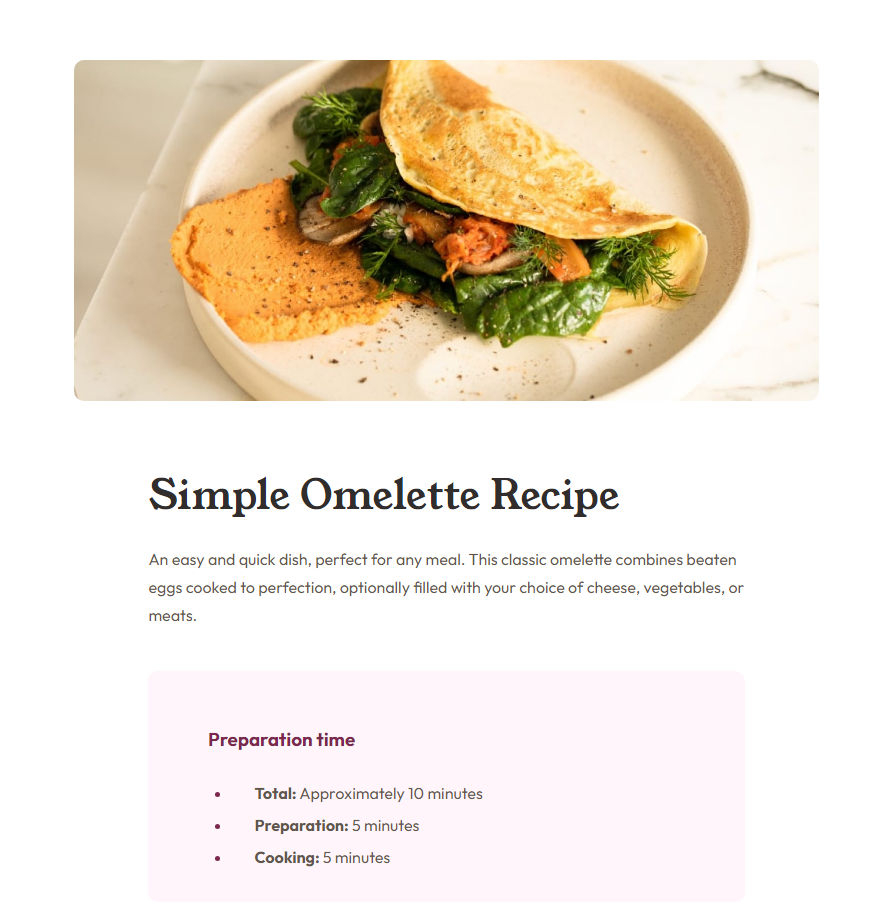 Simple Omelette Recipe
An easy and quick dish, perfect for any meal. This classic omelette combines beaten
eggs cooked to perfection, optionally filled with your choice of cheese, vegetables, or
meats.
Preparation time
• Total: Approximately 10 minutes
• Preparation: 5 minutes
• Cooking: 5 minutes